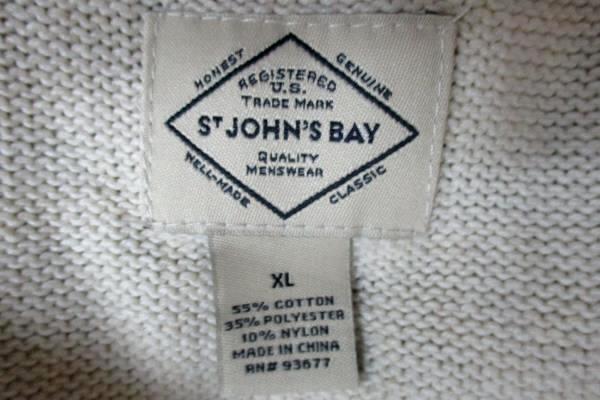 HONEST
GENUINE
REGISTERED
U.S.
TRADE MARK
ST JOHN'S BAY
QUALITY
MENSWEAR
WELL-MADE
CLASSIC
XL
55% COTTON
35% POLYESTER
10% NYLON
MADE IN CHINA
RN# 93677